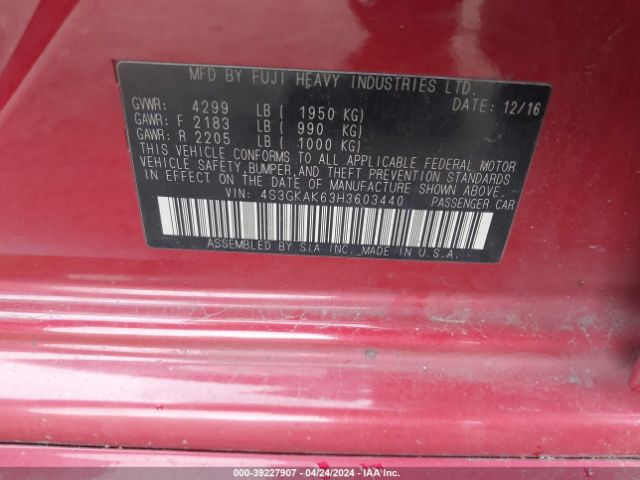 MFD BY FUJI HEAVY INDUSTRIES LTD.
GVWR: 4299 LB ( 1950 KG) DATE: 12/16
GAWR: F 2183 LB ( 990 KG)
GAWR: R 2205 LB ( 1000 KG)
THIS VEHICLE CONFORMS TO ALL APPLICABLE FEDERAL MOTOR
VEHICLE SAFETY, BUMPER, AND THEFT PREVENTION STANDARDS
IN EFFECT ON THE DATE OF MANUFACTURE SHOWN ABOVE.
VIN: 4S3GKAK63H3603440 PASSENGER CAR
ASSEMBLED BY SIA INC. MADE IN U.S.A.
000-39227907 - 04/24/2024 - IAAI.com